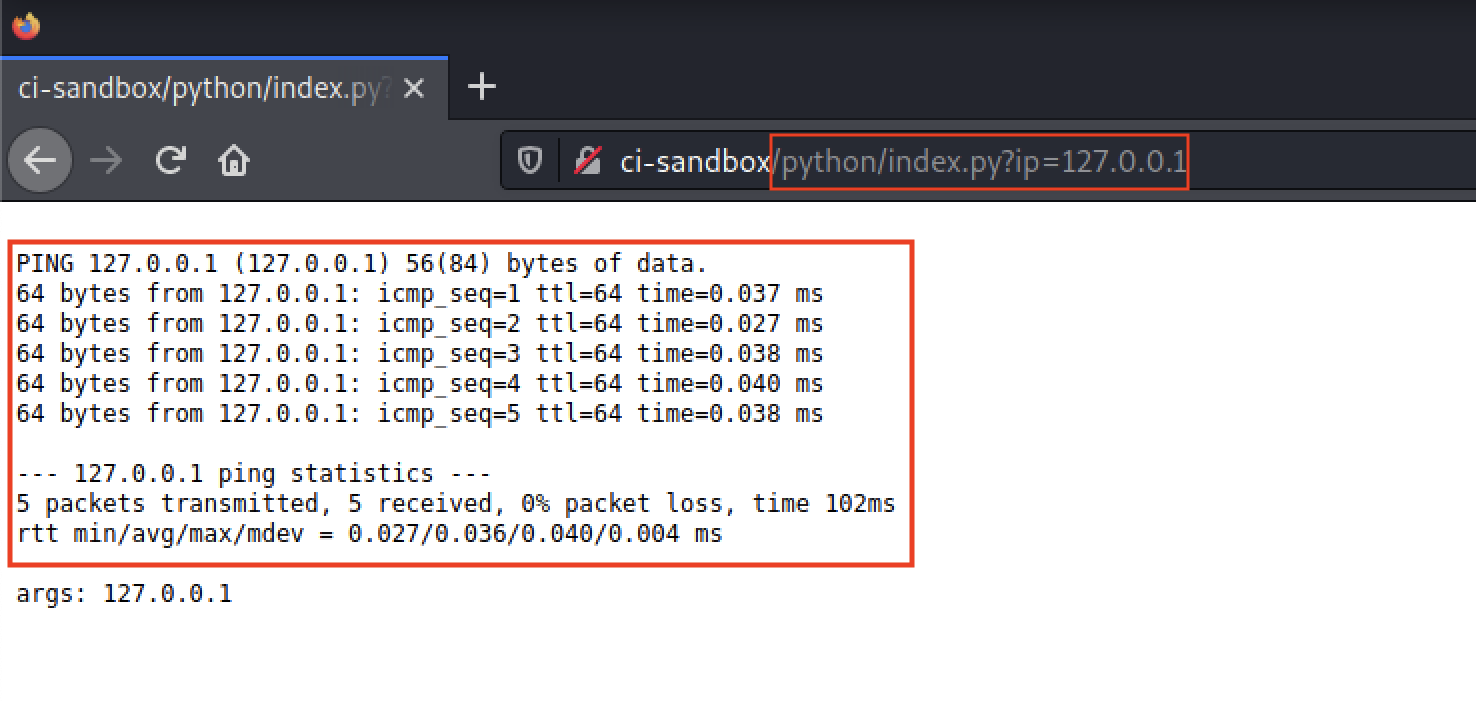 ci-sandbox/python/index.py?
ci-sandbox/python/index.py?ip=127.0.0.1
PING 127.0.0.1 (127.0.0.1) 56(84) bytes of data.
64 bytes from 127.0.0.1: icmp_seq=1 ttl=64 time=0.037 ms
64 bytes from 127.0.0.1: icmp_seq=2 ttl=64 time=0.027 ms
64 bytes from 127.0.0.1: icmp_seq=3 ttl=64 time=0.038 ms
64 bytes from 127.0.0.1: icmp_seq=4 ttl=64 time=0.040 ms
64 bytes from 127.0.0.1: icmp_seq=5 ttl=64 time=0.038 ms
--- 127.0.0.1 ping statistics ---
5 packets transmitted, 5 received, 0% packet loss, time 102ms
rtt min/avg/max/mdev = 0.027/0.036/0.040/0.004 ms
args: 127.0.0.1